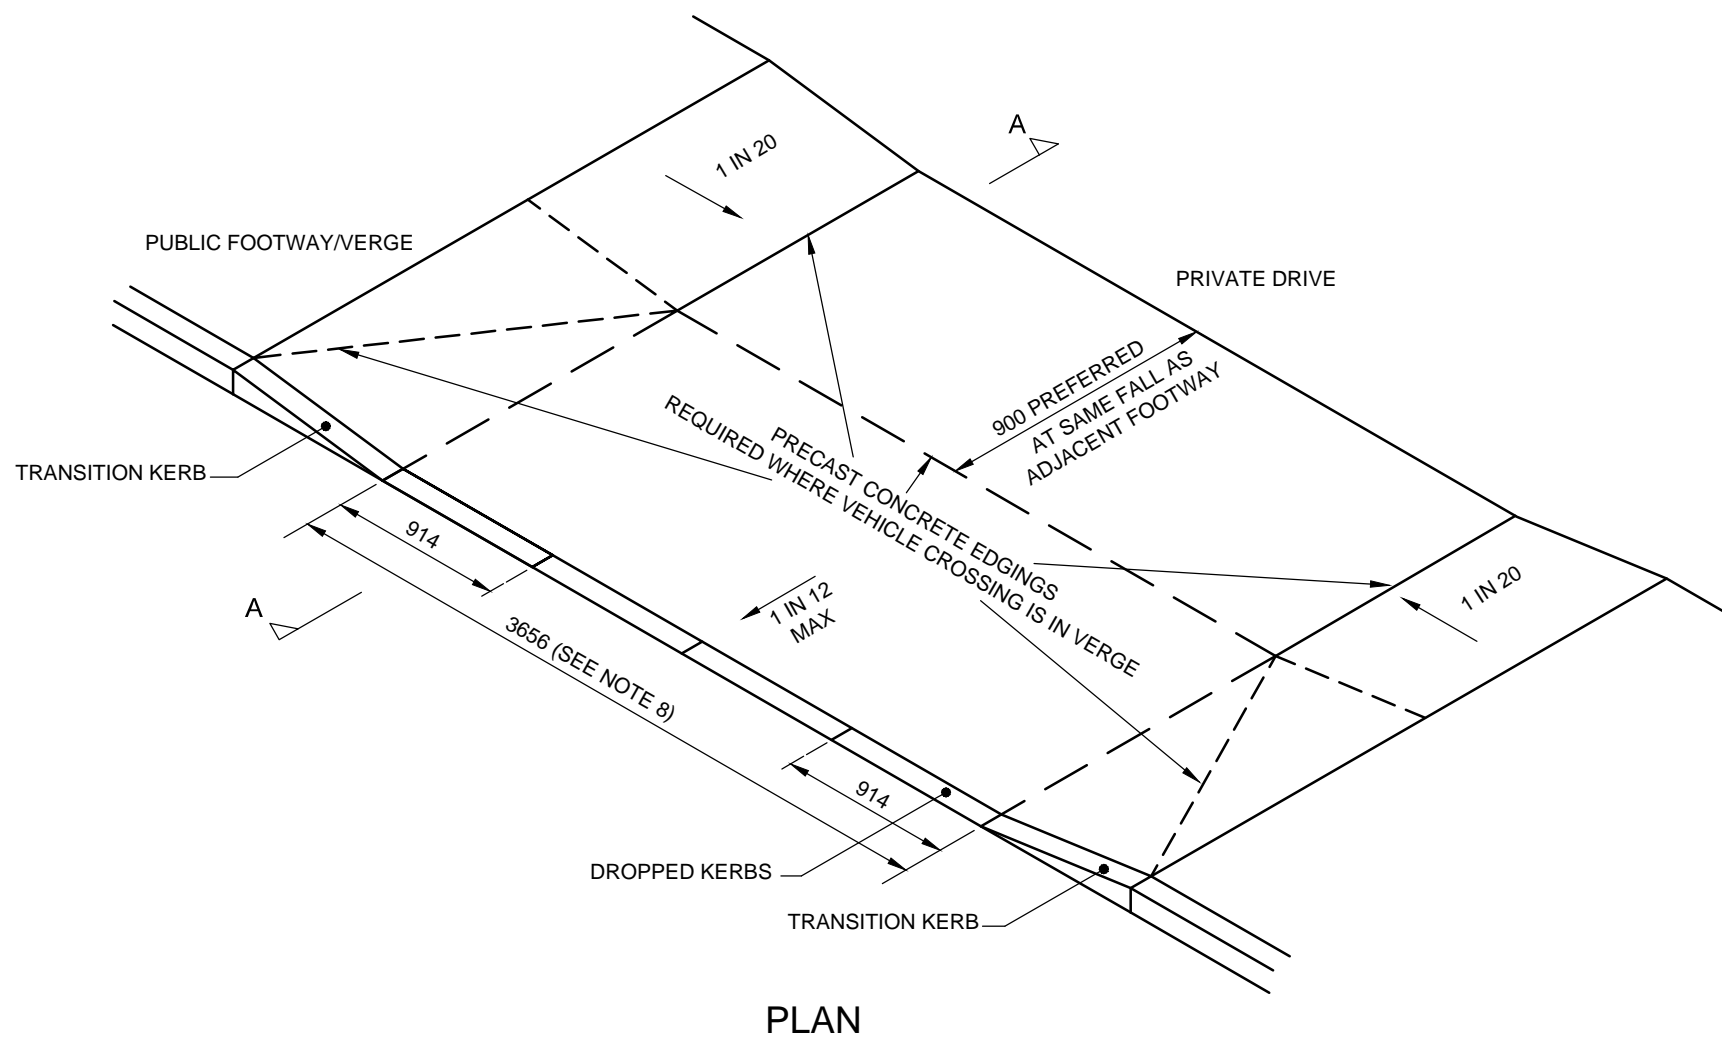 A
1 IN 20
PUBLIC FOOTWAY/VERGE
PRIVATE DRIVE
900 PREFERRED
AT SAME FALL AS
ADJACENT FOOTWAY
PRECAST CONCRETE EDGINGS
REQUIRED WHERE VEHICLE CROSSING IS IN VERGE
TRANSITION KERB
914
A
1 IN 12
MAX
1 IN 20
3656 (SEE NOTE 8)
914
DROPPED KERBS
TRANSITION KERB
PLAN